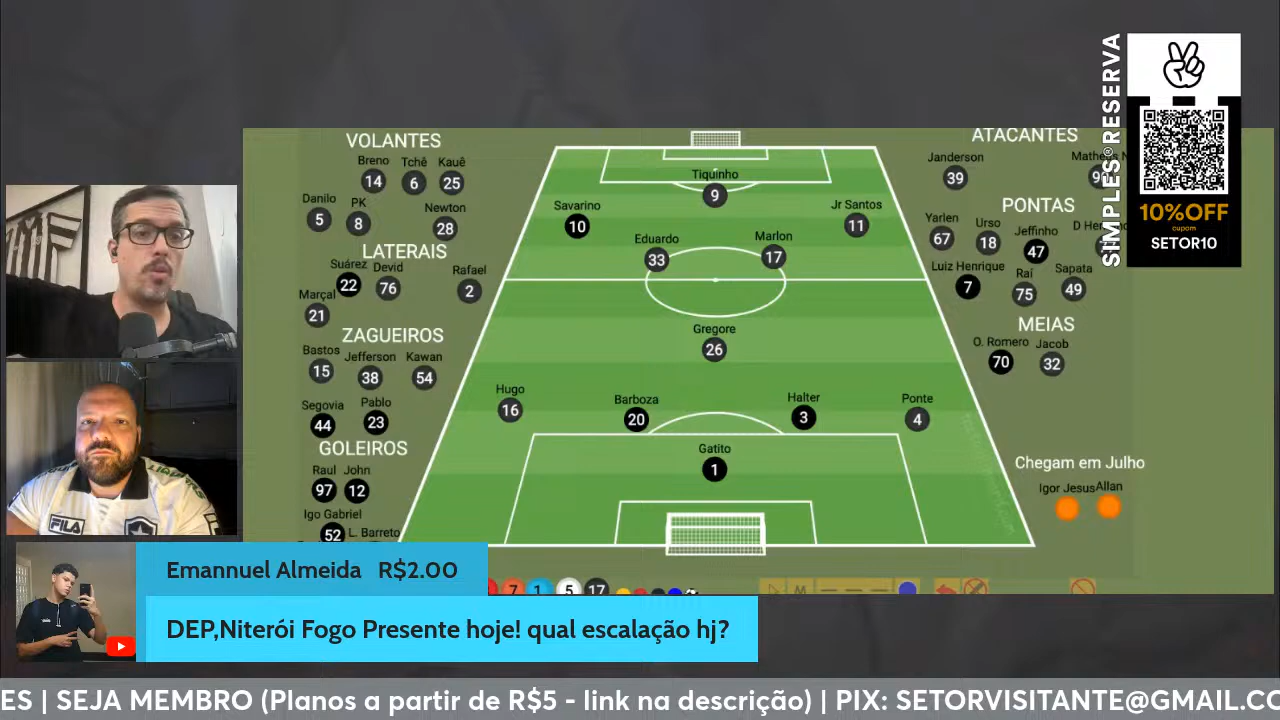 VOLANTES
Breno
14
Tchê
6
Kauê
25
Danilo
5
PK
8
Newton
28
LATERAIS
Suárez
22
Devid
76
Rafael
2
Marçal
21
ZAGUEIROS
Bastos
15
Jefferson
38
Kawan
54
Segovia
44
Pablo
23
GOLEIROS
Raul
97
John
12
Igo Gabriel
52
L. Barreto
Tiquinho
9
Savarino
10
Jr Santos
11
Eduardo
33
Marlon
17
Gregore
26
Hugo
16
Barboza
20
Halter
3
Ponte
4
Gatito
1
ATACANTES
Janderson
39
PONTAS
Yarlen
67
Urso
18
Jeffinho
47
Luiz Henrique
7
Raí
75
Sapata
49
MEIAS
O. Romero
70
Jacob
32
Chegam em Julho
Igor Jesus
Allan
7 1 5 17
SIMPLES RESERVA
10%OFF
cupom
SETOR10
FILA
Emannuel Almeida R$2.00
DEP,Niterói Fogo Presente hoje! qual escalação hj?
ES | SEJA MEMBRO (Planos a partir de R$5 - link na descrição) | PIX: SETORVISITANTE@GMAIL.CO